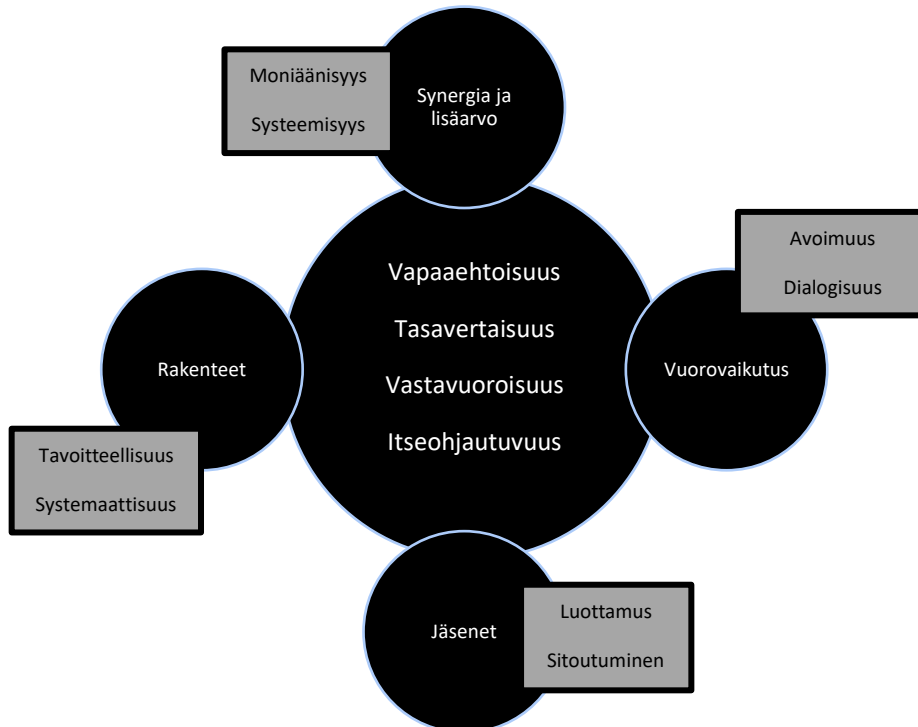 Moniäänisyys
Systeemisyys
Synergia ja
lisäarvo
Avoimuus
Dialogisuus
Vapaaehtoisuus
Tasavertaisuus
Vastavuoroisuus
Itseohjautuvuus
Rakenteet
Vuorovaikutus
Tavoitteellisuus
Systemaattisuus
Jäsenet
Luottamus
Sitoutuminen